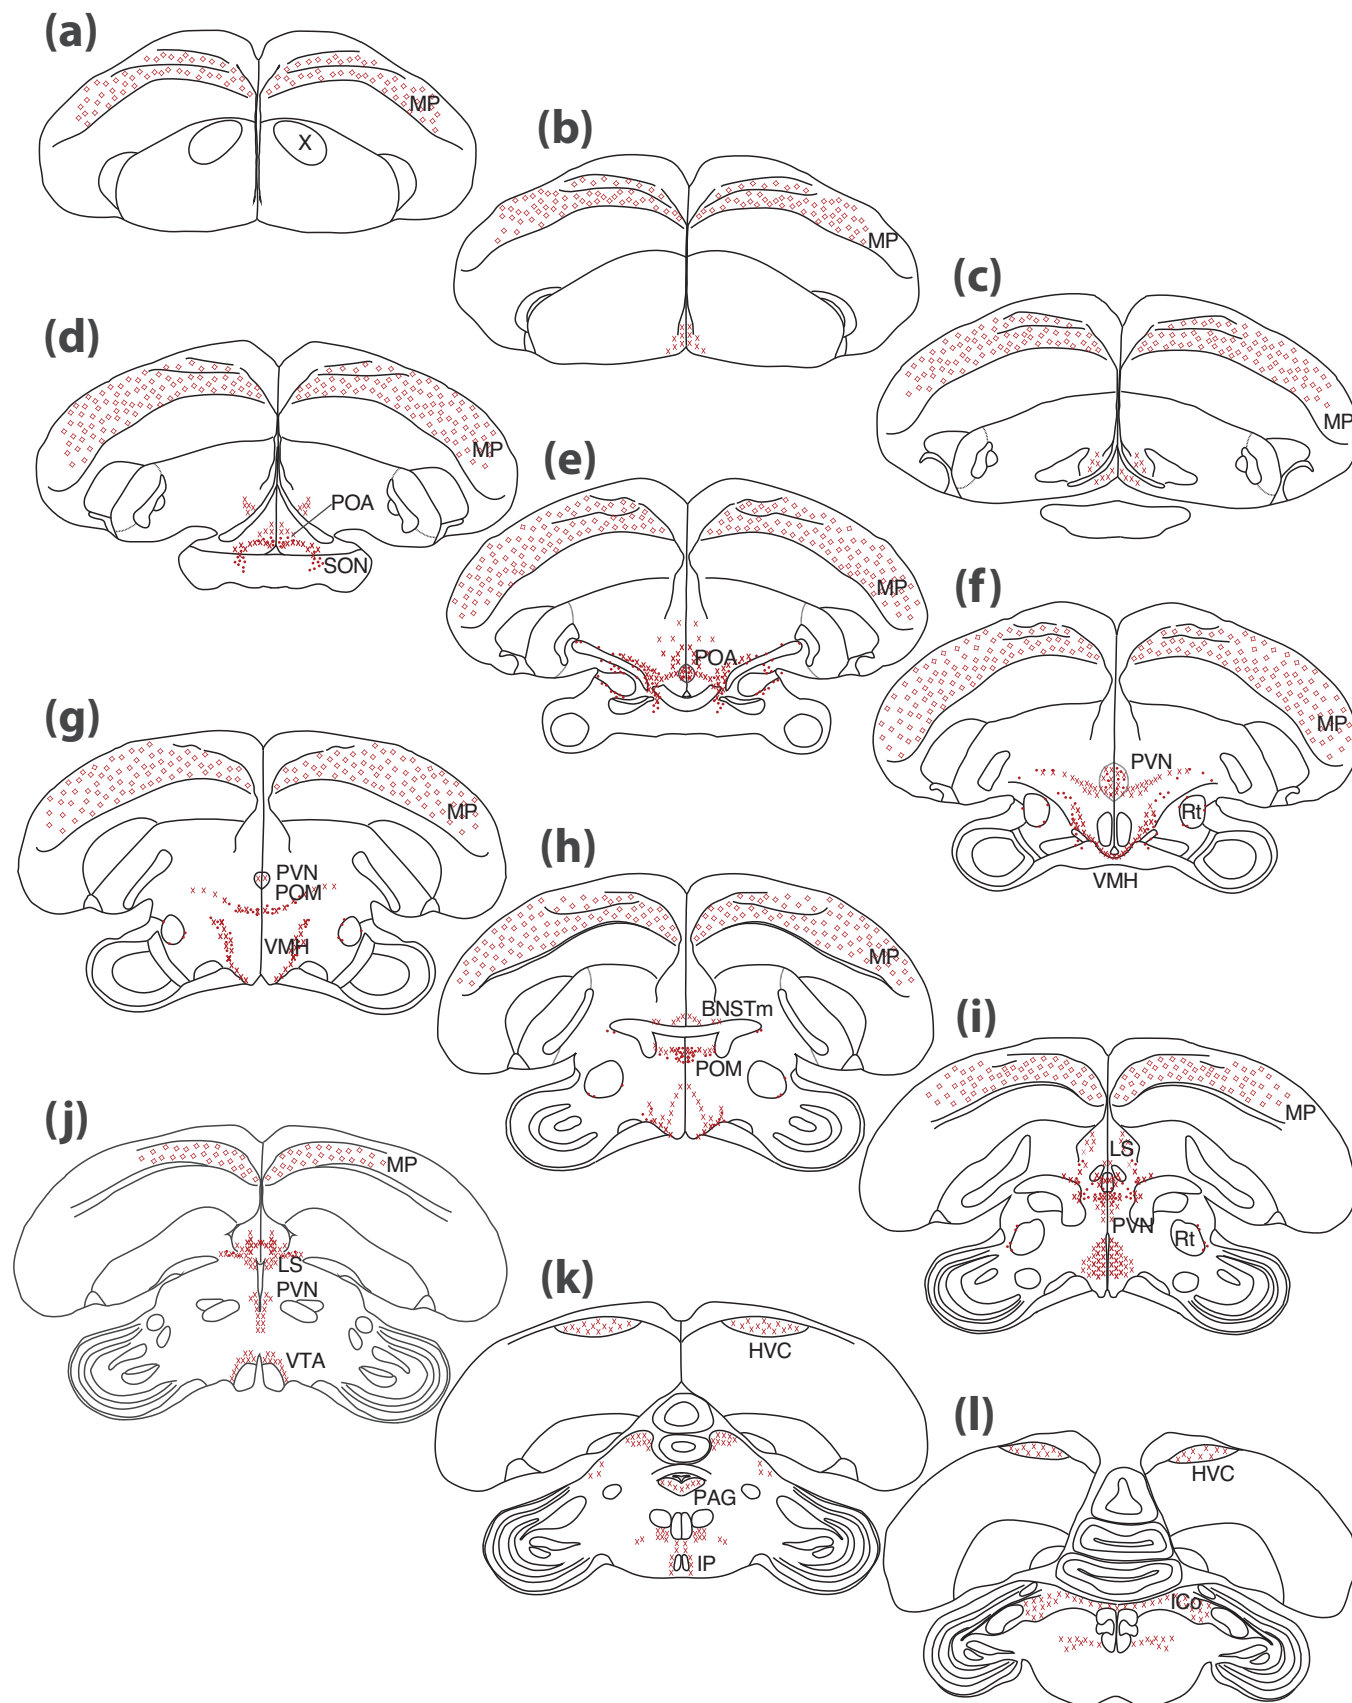 (a)
MP
X
(b)
MP
(c)
MP
(d)
MP
POA
SON
(e)
MP
POA
(f)
MP
PVN
Rt
VMH
(g)
MP
PVN
POM
VMH
(h)
MP
BNSTm
POM
(i)
MP
LS
PVN
Rt
(j)
MP
LS
PVN
VTA
(k)
HVC
PAG
IP
(l)
HVC
ICo